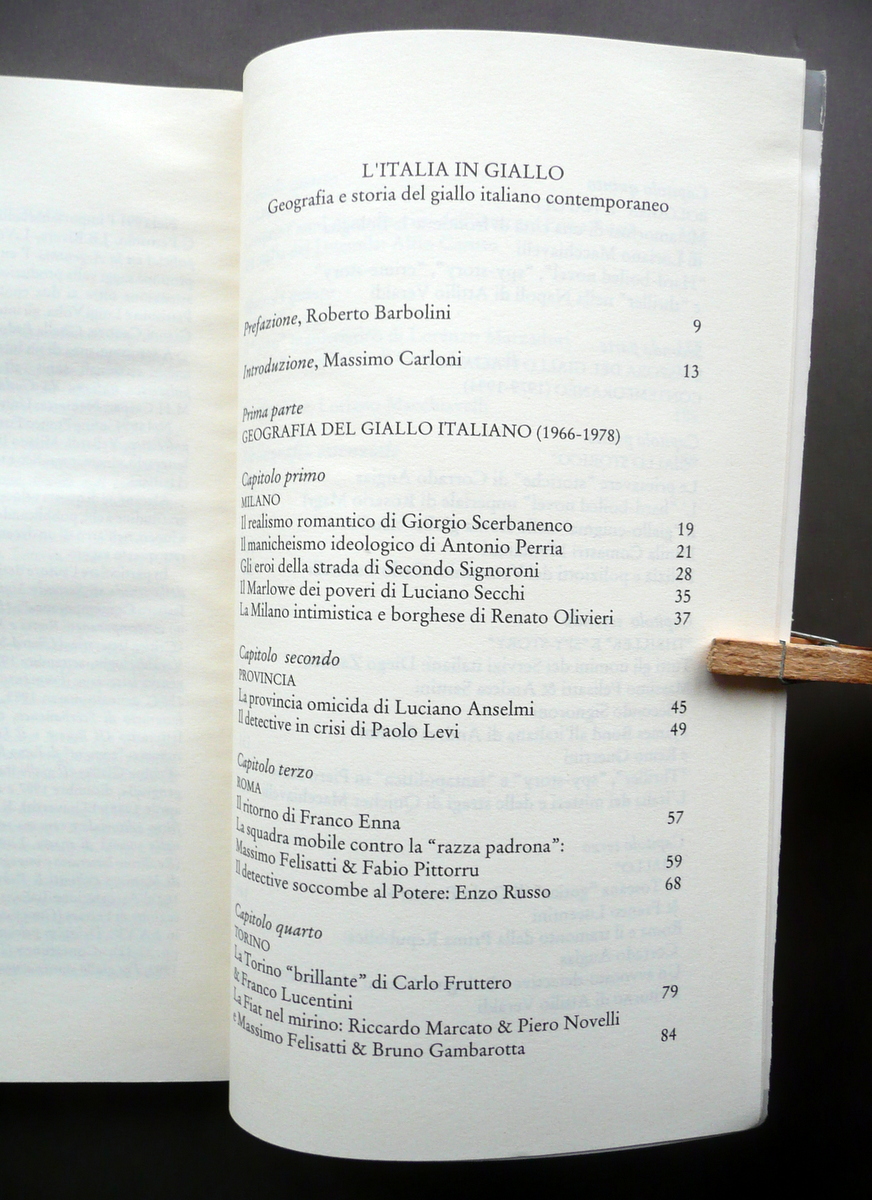 L'ITALIA IN GIALLO
Geografia e storia del giallo italiano contemporaneo
Prefazione, Roberto Barbolini 9
Introduzione, Massimo Carloni 13
Prima parte
GEOGRAFIA DEL GIALLO ITALIANO (1966-1978)
Capitolo primo
MILANO
Il realismo romantico di Giorgio Scerbanenco 19
Il manicheismo ideologico di Antonio Perria 21
Gli eroi della strada di Secondo Signoroni 28
Il Marlowe dei poveri di Luciano Secchi 35
La Milano intimistica e borghese di Renato Olivieri 37
Capitolo secondo
PROVINCIA
La provincia omicida di Luciano Anselmi 45
Il detective in crisi di Paolo Levi 49
Capitolo terzo
ROMA
Il ritorno di Franco Enna 57
La squadra mobile contro la “razza padrona”:
Massimo Felisatti & Fabio Pittorru 59
Il detective soccombe al Potere: Enzo Russo 68
Capitolo quarto
TORINO
La Torino “brillante” di Carlo Fruttero
& Franco Lucentini 79
La Fiat nel mirino: Riccardo Marcato & Piero Novelli
e Massimo Felisatti & Bruno Gambarotta 84